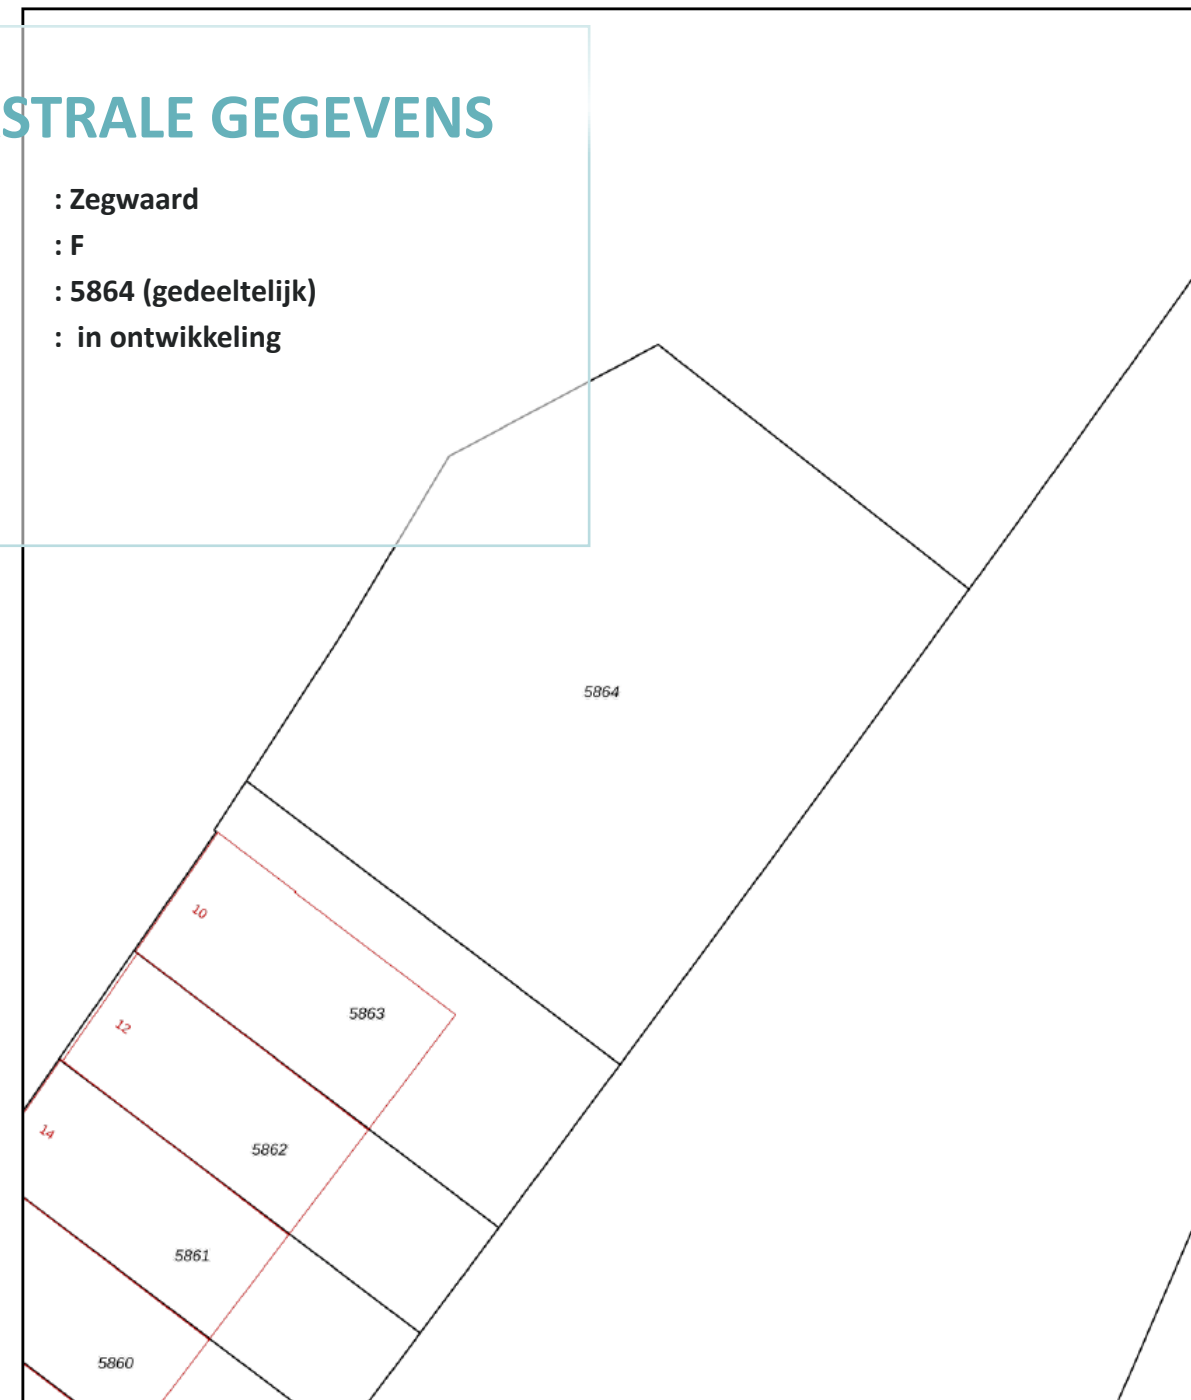 STRALE GEGEVENS
: Zegwaard
: F
: 5864 (gedeeltelijk)
: in ontwikkeling
5864
10
5863
12
14
5862
5861
5860